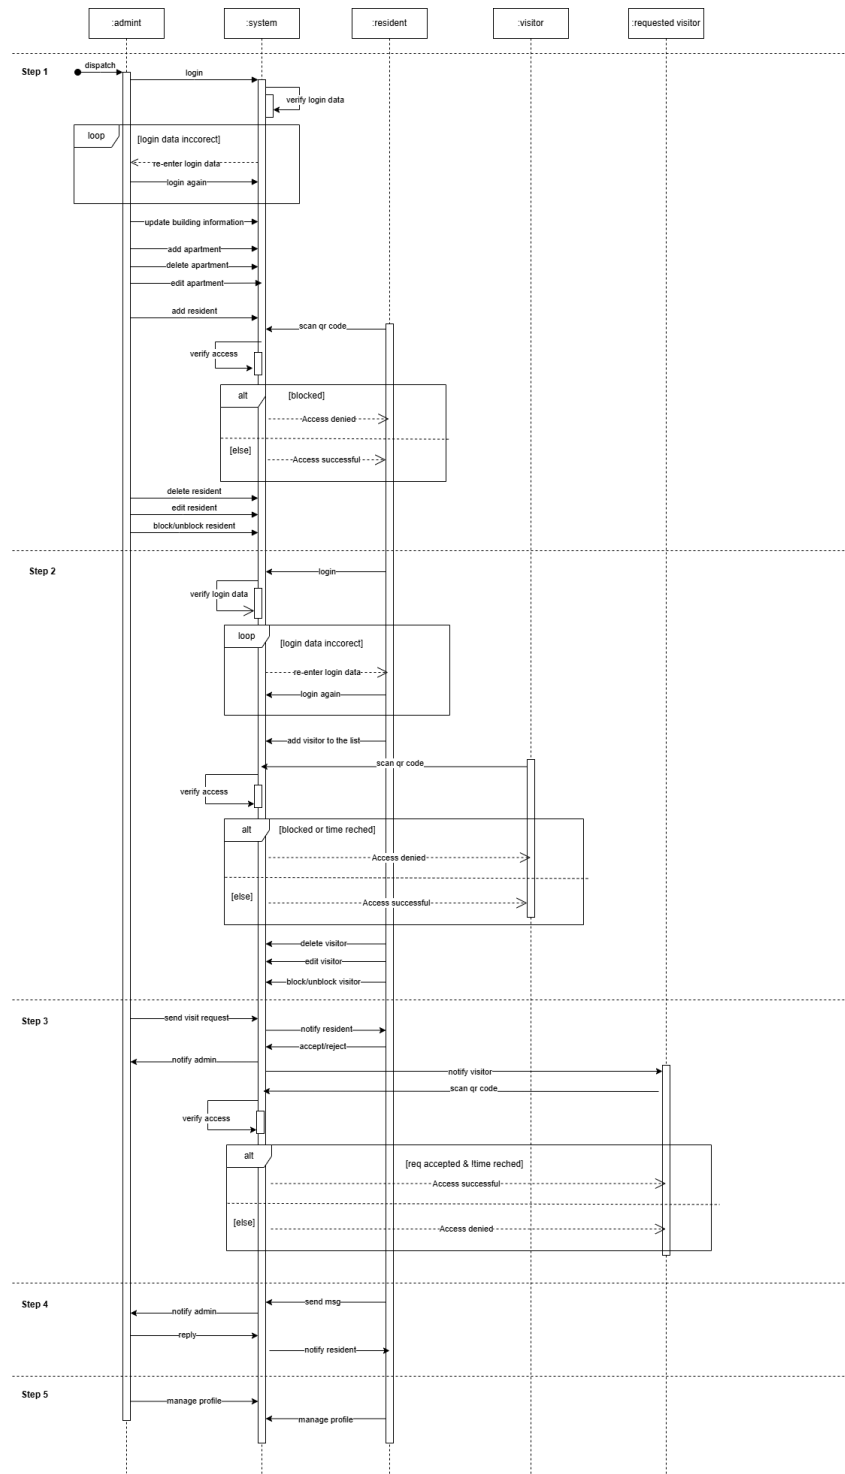 :admint
:system
:resident
:visitor
:requested visitor
Step 1
dispatch
login
verify login data
loop
[login data inccorect]
re-enter login data
login again
update building information
add apartment
delete apartment
edit apartment
add resident
scan qr code
verify access
alt
[blocked]
Access denied
[else]
Access successful
delete resident
edit resident
block/unblock resident
Step 2
login
verify login data
loop
[login data inccorect]
re-enter login data
login again
add visitor to the list
scan qr code
verify access
alt
[blocked or time reched]
Access denied
[else]
Access successful
delete visitor
edit visitor
block/unblock visitor
Step 3
send visit request
notify resident
accept/reject
notify admin
notify visitor
scan qr code
verify access
alt
[req accepted & !time reched]
Access successful
[else]
Access denied
Step 4
send msg
notify admin
reply
notify resident
Step 5
manage profile
manage profile